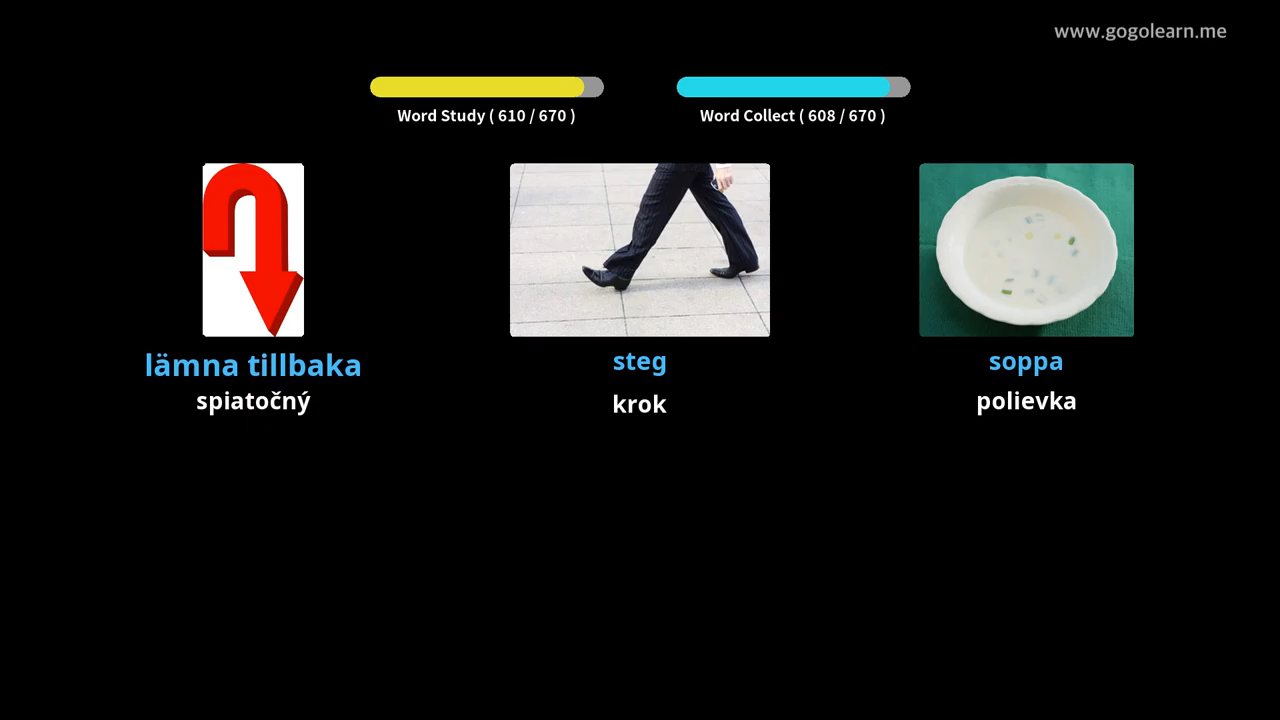 www.gogolearn.me
Word Study ( 610 / 670 )
Word Collect ( 608 / 670 )
lämna tillbaka
spiatočný
steg
krok
soppa
polievka